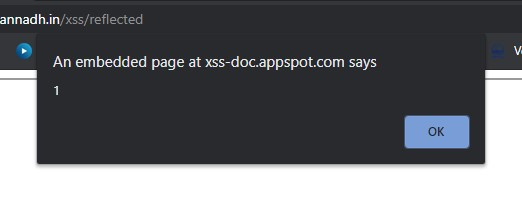 annadh.in/xss/reflected
An embedded page at xss-doc.appspot.com says
1
OK